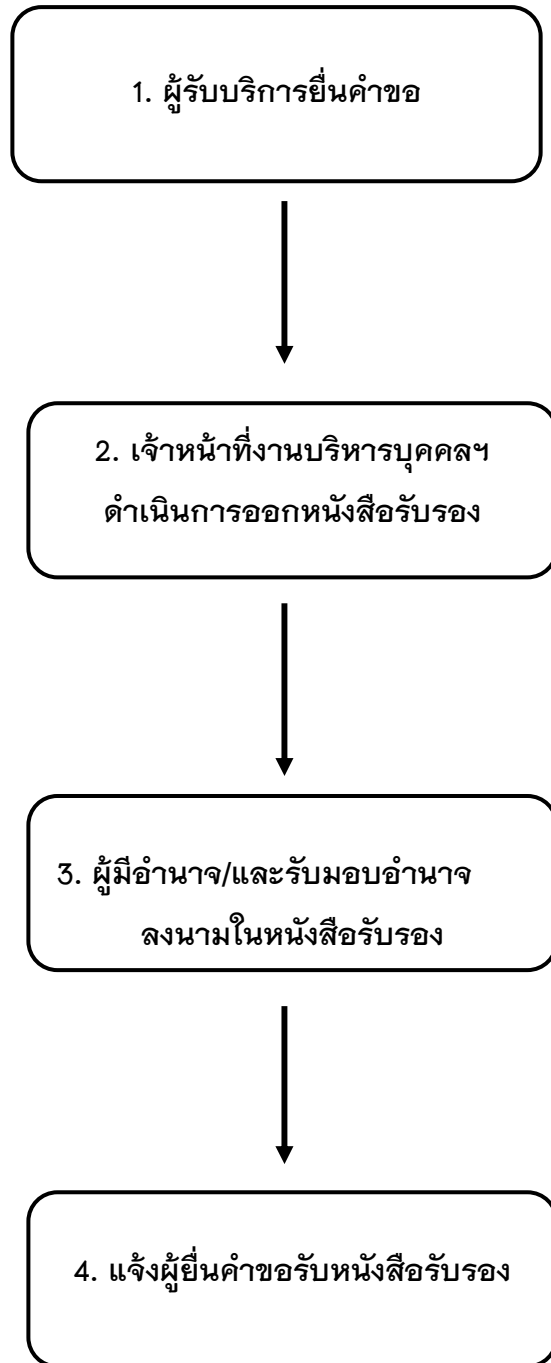 1. ผู้รับบริการยื่นคำขอ
2. เจ้าหน้าที่งานบริหารบุคคลฯ
ดำเนินการออกหนังสือรับรอง
3. ผู้มีอำนาจ/และรับมอบอำนาจ
ลงนามในหนังสือรับรอง
4. แจ้งผู้ยื่นคำขอรับหนังสือรับรอง